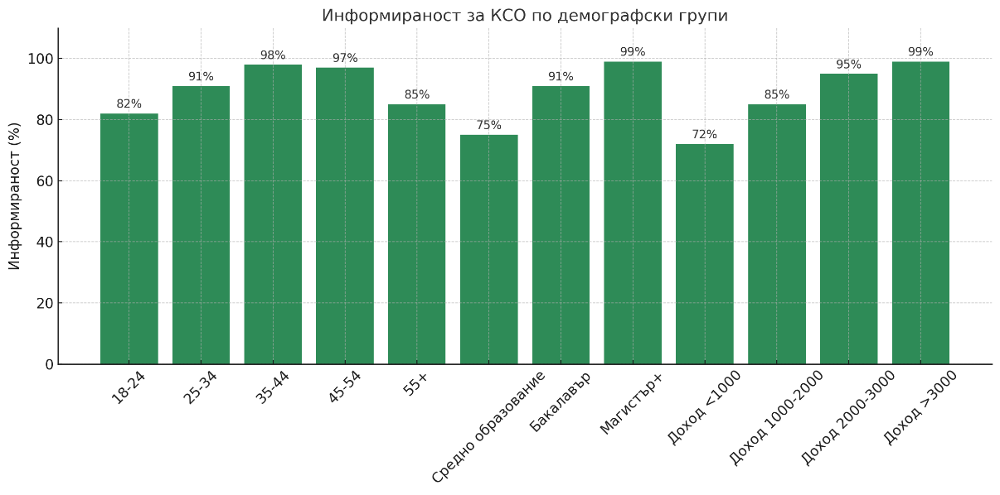 Информираност за КСО по демографски групи
Информираност (%)
100
80
60
40
20
0
82%
91%
98%
97%
85%
75%
91%
99%
72%
85%
95%
99%
18-24
25-34
35-44
45-54
55+
Средно образование
Бакалавър
Магистър+
Доход <1000
Доход 1000-2000
Доход 2000-3000
Доход >3000